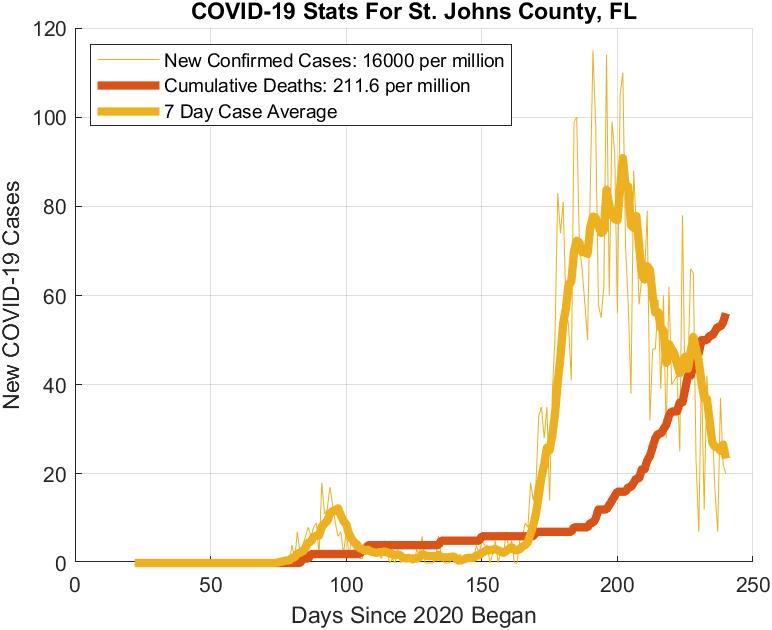 COVID-19 Stats For St. Johns County, FL
New Confirmed Cases: 16000 per million
Cumulative Deaths: 211.6 per million
7 Day Case Average
New COVID-19 Cases
120
100
80
60
40
20
0
0 50 100 150 200 250
Days Since 2020 Began